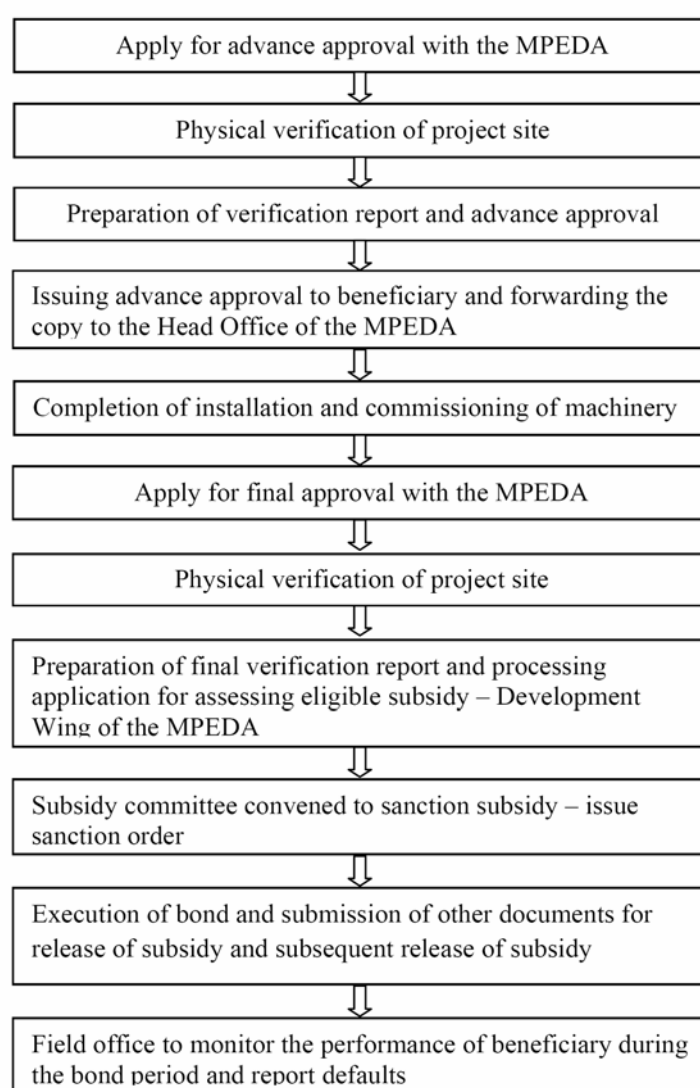 Apply for advance approval with the MPEDA
Physical verification of project site
Preparation of verification report and advance approval
Issuing advance approval to beneficiary and forwarding the
copy to the Head Office of the MPEDA
Completion of installation and commissioning of machinery
Apply for final approval with the MPEDA
Physical verification of project site
Preparation of final verification report and processing
application for assessing eligible subsidy – Development
Wing of the MPEDA
Subsidy committee convened to sanction subsidy – issue
sanction order
Execution of bond and submission of other documents for
release of subsidy and subsequent release of subsidy
Field office to monitor the performance of beneficiary during
the bond period and report defaults